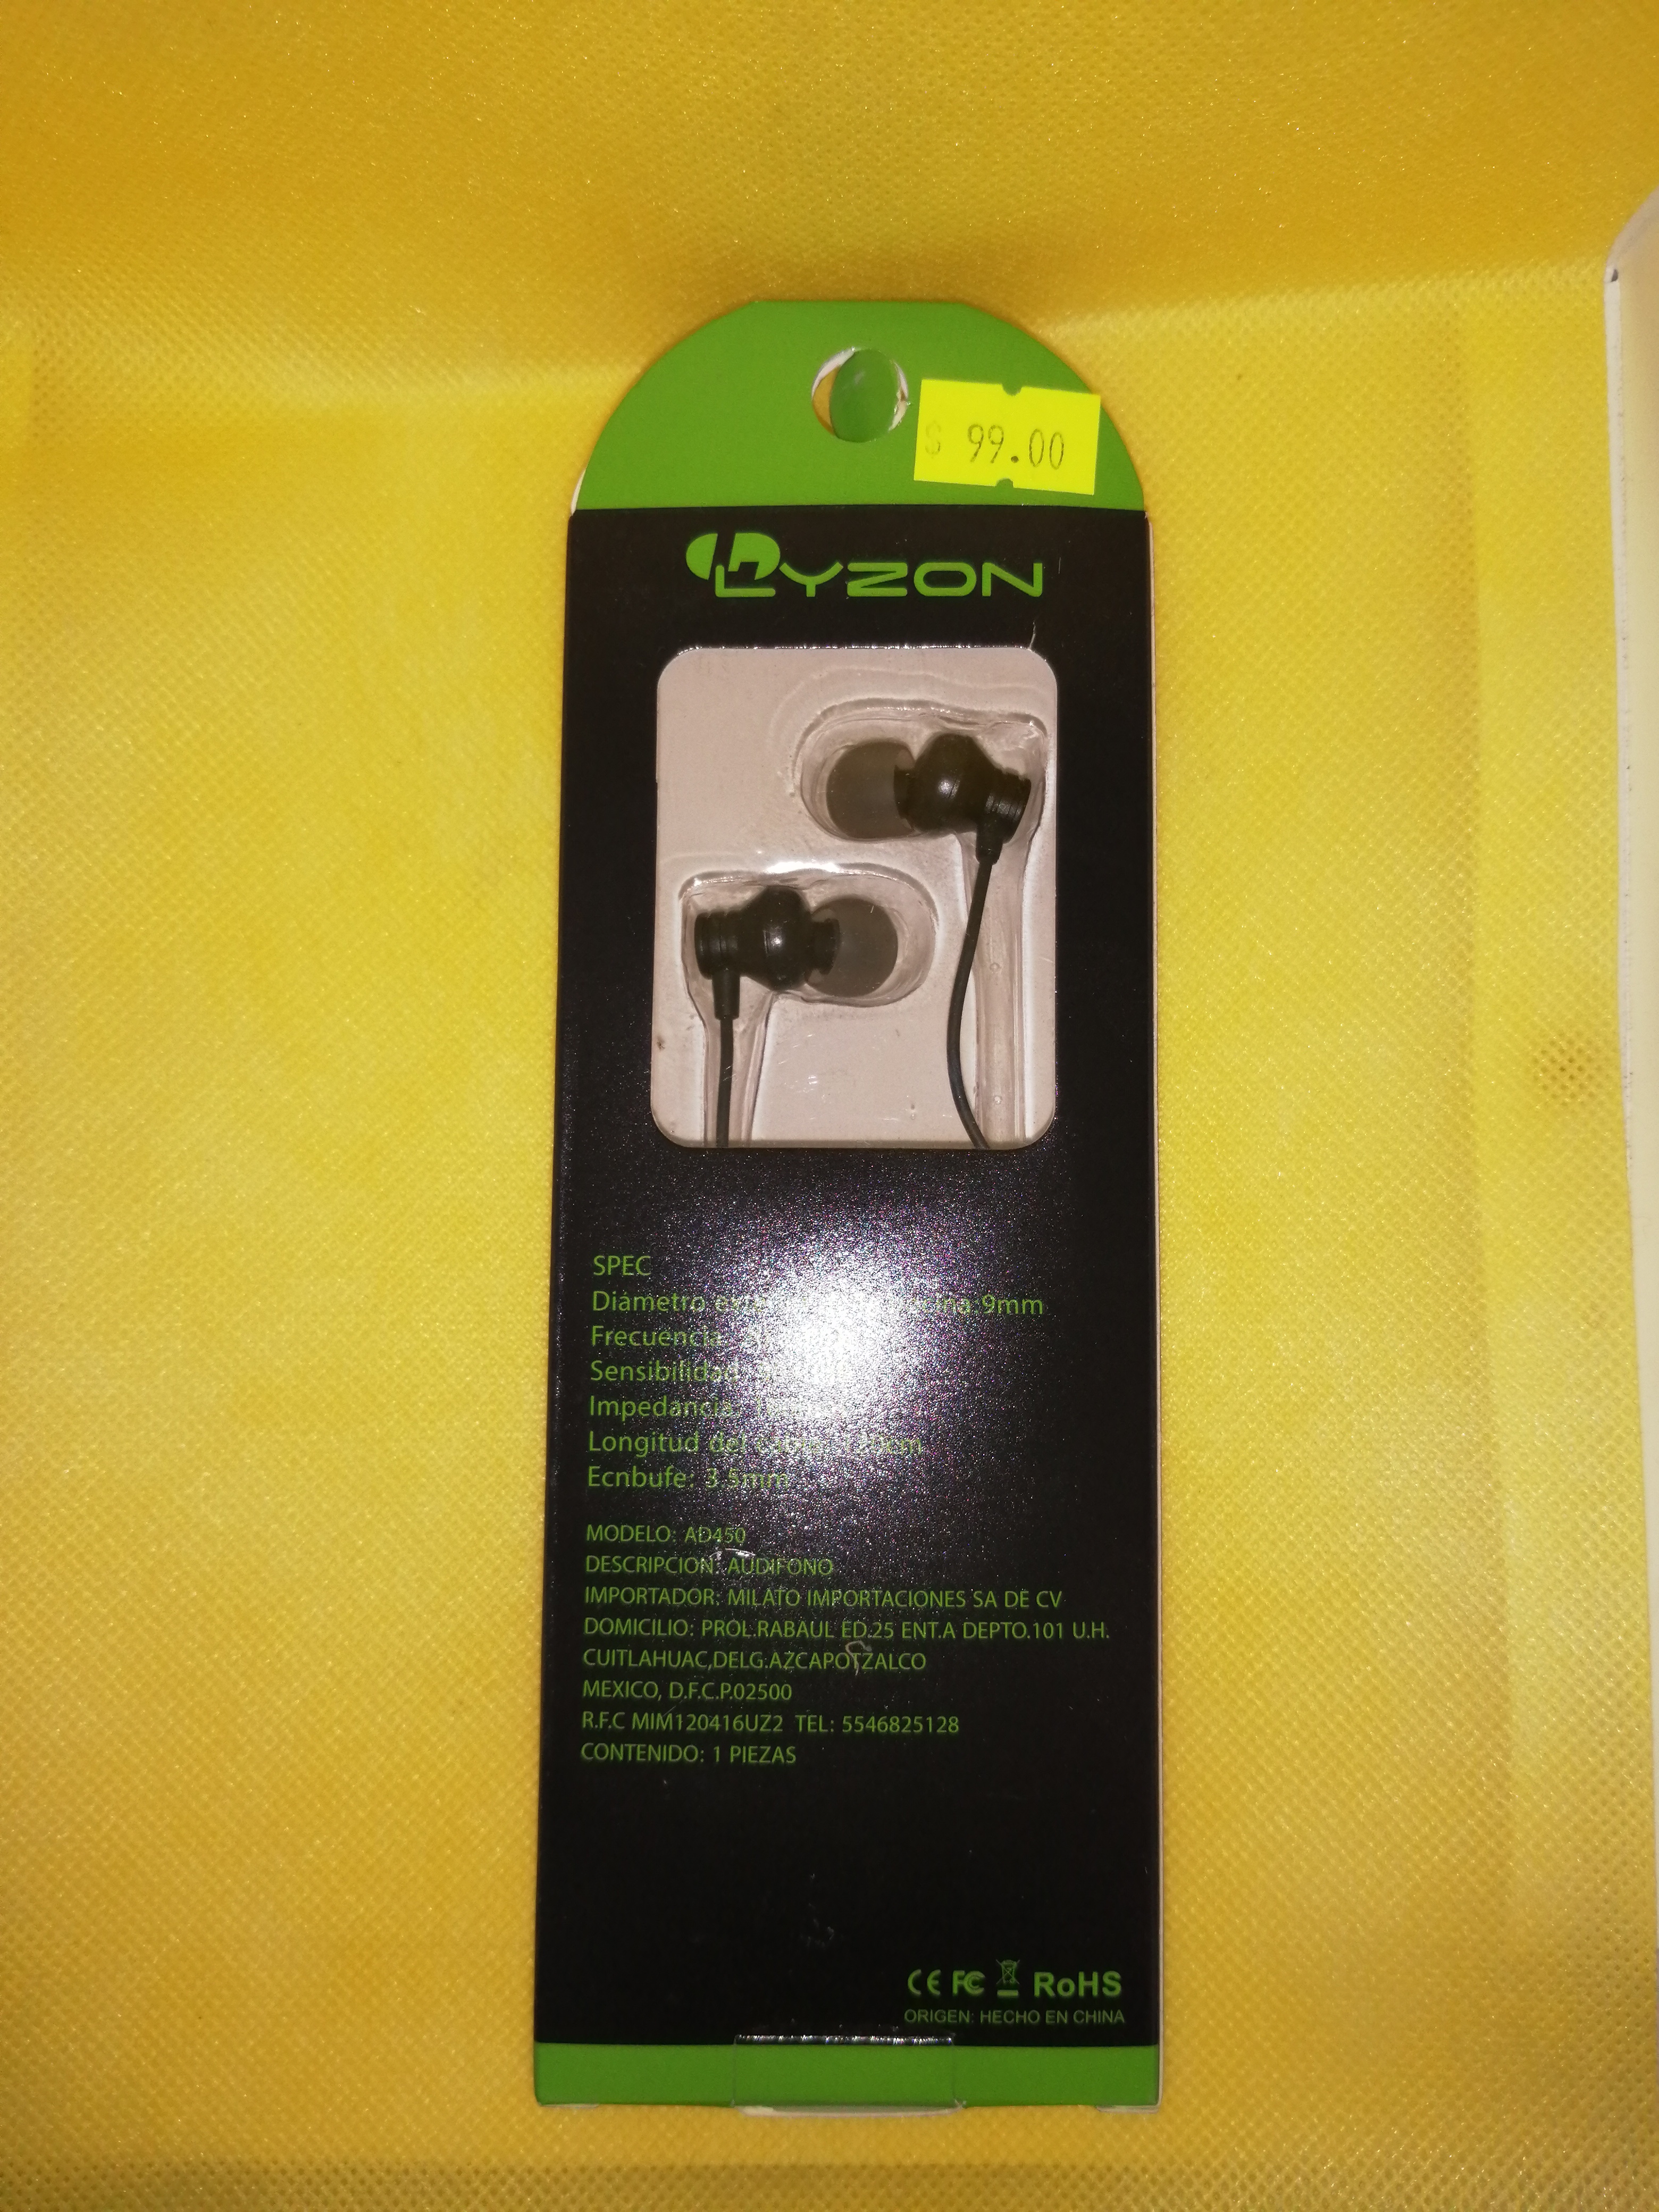 $ 99.00
LYZON
SPEC
Diámetro 9mm
Frecuencia:
Sensibilidad:
Impedancia:
Longitud del
Ecnbufe: 3.5mm
MODELO: AD450
DESCRIPCION: AUDIFONO
IMPORTADOR: MILATO IMPORTACIONES SA DE CV
DOMICILIO: PROL.RABAUL ED.25 ENT.A DEPTO.101 U.H.
CUITLAHUAC,DELG.AZCAPOTZALCO
MEXICO, D.F.C.P.02500
R.F.C MIM120416UZ2 TEL: 5546825128
CONTENIDO: 1 PIEZAS
CE FC RoHS
ORIGEN: HECHO EN CHINA